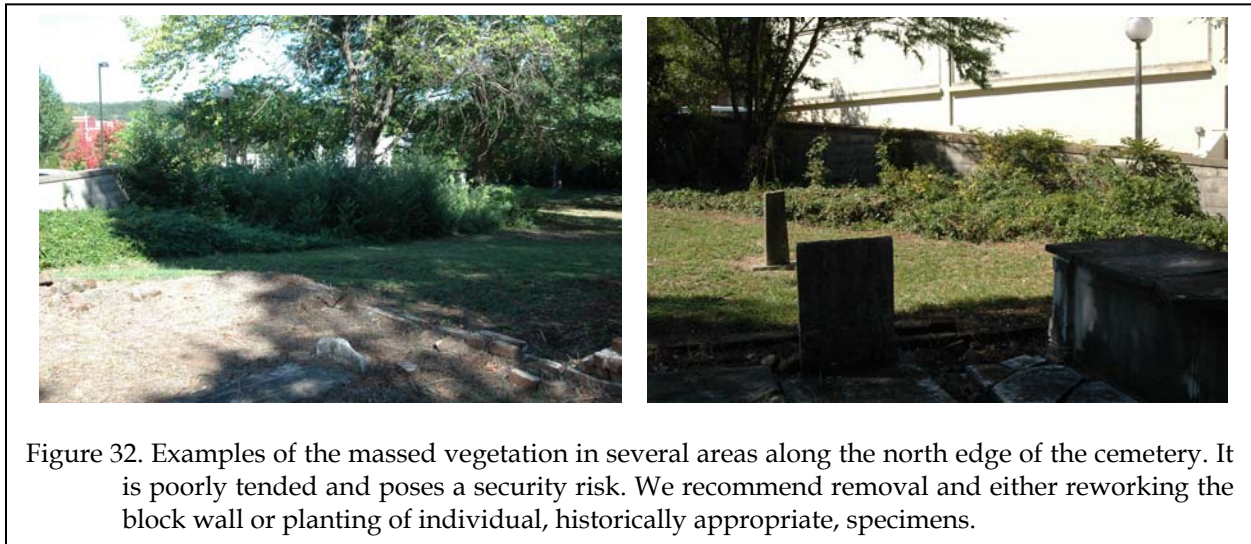 Figure 32. Examples of the massed vegetation in several areas along the north edge of the cemetery. It
is poorly tended and poses a security risk. We recommend removal and either reworking the
block wall or planting of individual, historically appropriate, specimens.